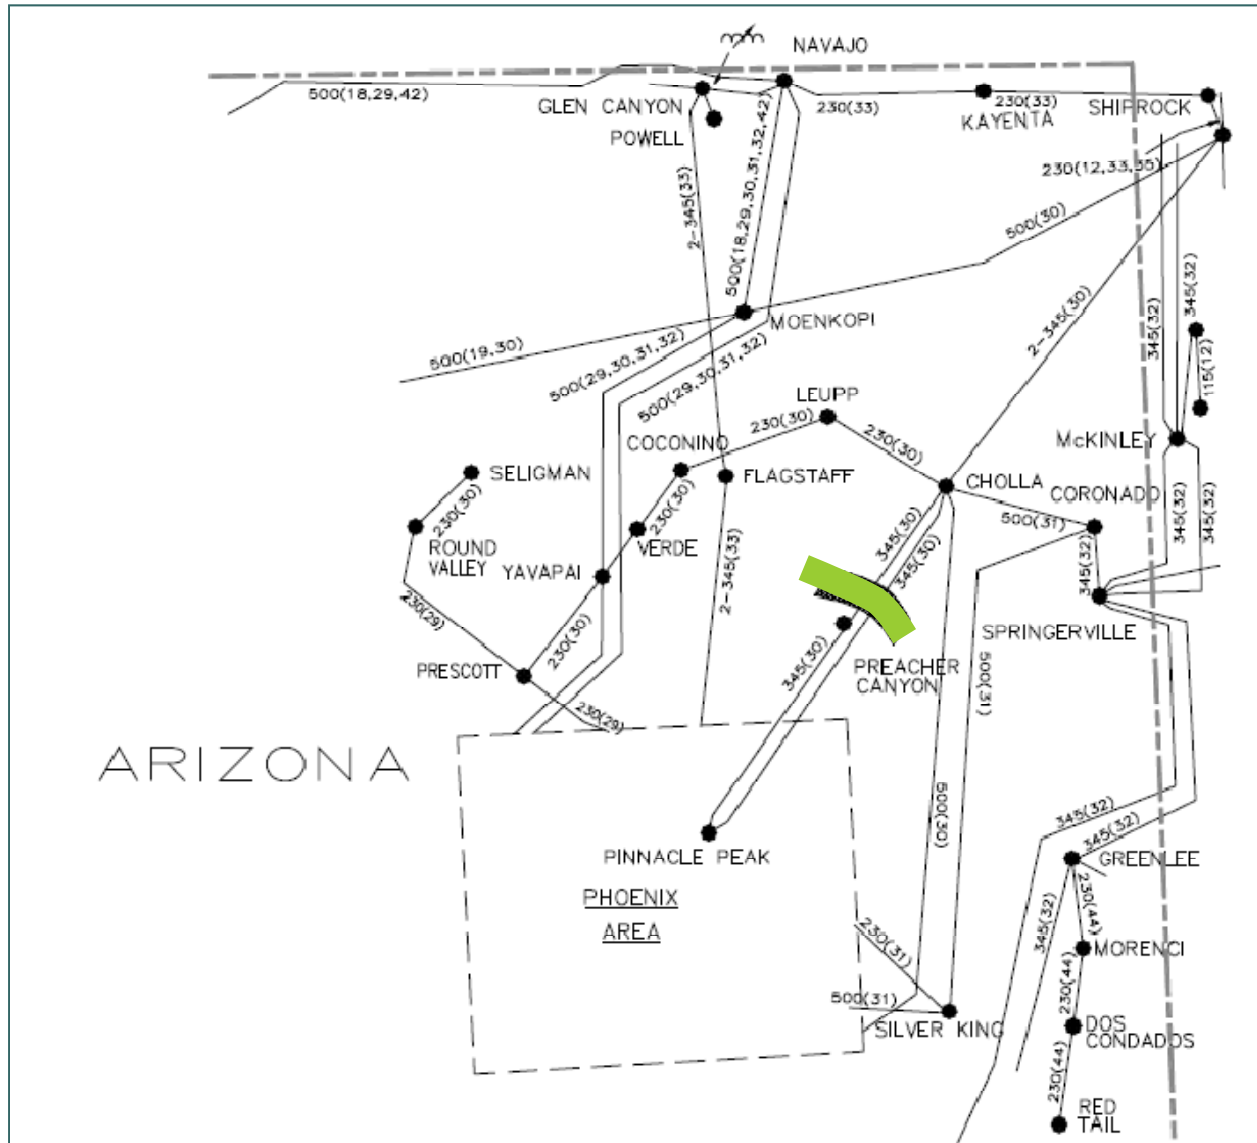 NAVAJO
500(18,29,42)
GLEN CANYON
POWELL
230(33)
KAYENTA
230(33)
SHIPROCK
230(12,33,35)
2-345(33)
500(18,29,30,31,32,42)
500(30)
MOENKOPI
500(19,30)
500(29,30,31,32)
500(29,30,31,32)
2-345(30)
345(32)
345(32)
115(12)
LEUPP
230(30)
230(30)
COCONINO
McKINLEY
SELIGMAN
FLAGSTAFF
CHOLLA
CORONADO
230(30)
230(30)
500(31)
345(32)
345(32)
ROUND
VALLEY
VERDE
YAVAPAI
345(30)
345(30)
345(32)
230(29)
2-345(33)
SPRINGERVILLE
230(30)
PRESCOTT
345(30)
PREACHER
CANYON
500(31)
230(29)
ARIZONA
500(30)
345(32)
345(32)
PINNACLE PEAK
GREENLEE
PHOENIX
AREA
230(44)
345(32)
230(31)
MORENCI
500(31)
230(44)
SILVER KING
DOS
CONDADOS
230(44)
RED
TAIL